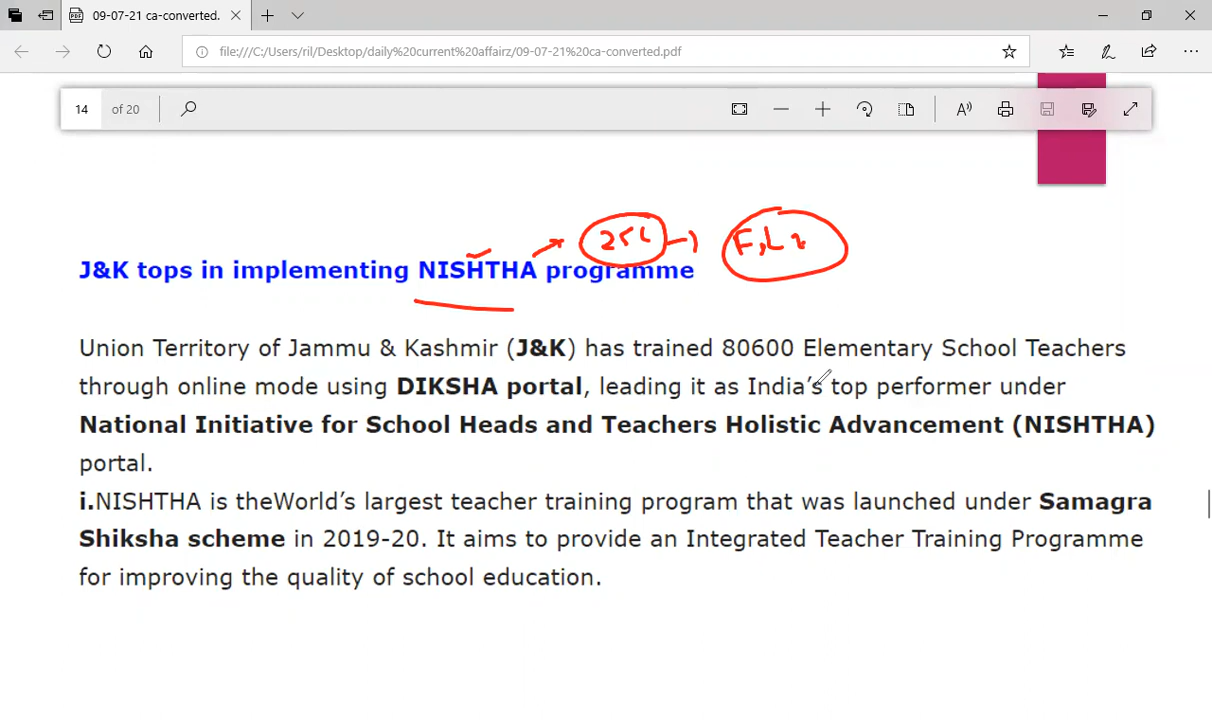 09-07-21 ca-converted.
file:///C:/Users/ril/Desktop/daily%20current%20affairz/09-07-21%20ca-converted.pdf
14 of 20
25L
J&K tops in implementing NISHTHA programme
Union Territory of Jammu & Kashmir (J&K) has trained 80600 Elementary School Teachers
through online mode using DIKSHA portal, leading it as India's top performer under
National Initiative for School Heads and Teachers Holistic Advancement (NISHTHA)
portal.
i.NISHTHA is theWorld's largest teacher training program that was launched under Samagra
Shiksha scheme in 2019-20. It aims to provide an Integrated Teacher Training Programme
for improving the quality of school education.